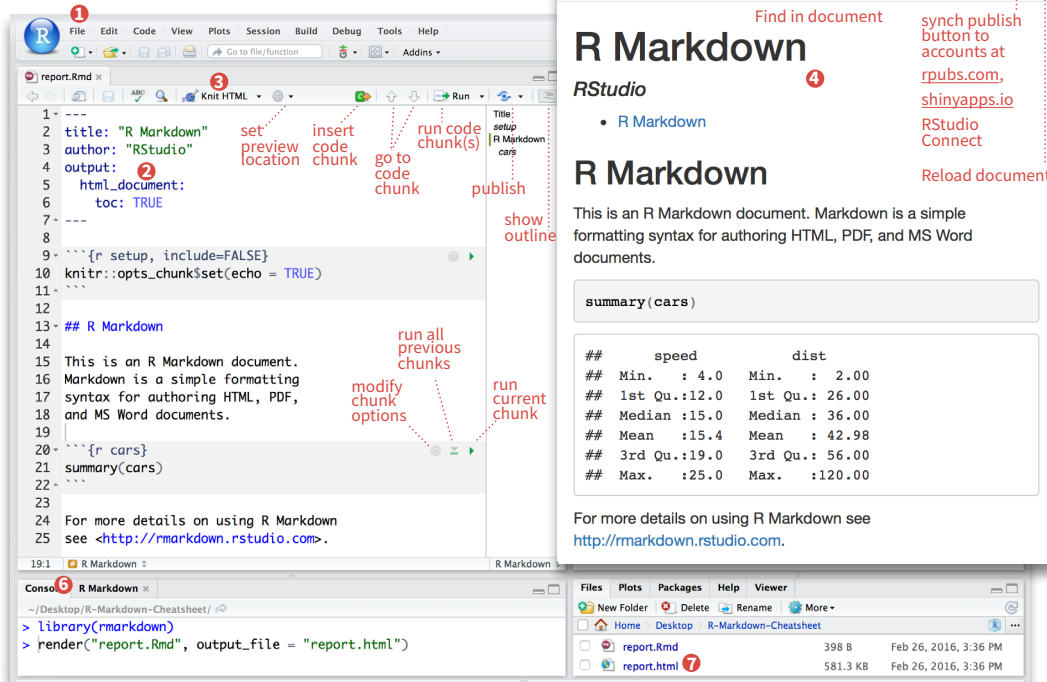 1
File Edit Code View Plots Session Build Debug Tools Help
R
Go to file/function
Addins
report.Rmd ×
3
ABC
Knit HTML
Run
1 ---
2 title: "R Markdown"
3 author: "RStudio"
4 output:
2
5   html_document:
6     toc: TRUE
7 ---
8
9 ```{r setup, include=FALSE}
10 knitr::opts_chunk$set(echo = TRUE)
11 ```
12
13 ## R Markdown
14
15 This is an R Markdown document.
16 Markdown is a simple formatting
17 syntax for authoring HTML, PDF,
18 and MS Word documents.
19
20 ```{r cars}
21 summary(cars)
22 ```
23
24 For more details on using R Markdown
25 see <http://rmarkdown.rstudio.com>.
set
preview
location
insert
code
chunk
go to
code
chunk
run code
chunk(s)
publish
show
outline
Title
setup
R Markdown
cars
run all
previous
chunks
modify
chunk
options
run
current
chunk
19:1 # R Markdown
R Markdown
Find in document
synch publish
button to
accounts at
rpubs.com,
shinyapps.io
RStudio
Connect
Reload document
R Markdown
4
RStudio
• R Markdown
R Markdown
This is an R Markdown document. Markdown is a simple
formatting syntax for authoring HTML, PDF, and MS Word
documents.
summary(cars)
##      speed           dist
## Min.   : 4.0   Min.   :  2.00
## 1st Qu.:12.0   1st Qu.: 26.00
## Median :15.0   Median : 36.00
## Mean   :15.4   Mean   : 42.98
## 3rd Qu.:19.0   3rd Qu.: 56.00
## Max.   :25.0   Max.   :120.00
For more details on using R Markdown see
http://rmarkdown.rstudio.com.
Conso 6 R Markdown ×
~/Desktop/R-Markdown-Cheatsheet/
> library(rmarkdown)
> render("report.Rmd", output_file = "report.html")
Files Plots Packages Help Viewer
New Folder Delete Rename More
Home Desktop R-Markdown-Cheatsheet R ...
report.Rmd 398 B Feb 26, 2016, 3:36 PM
report.html 7 581.3 KB Feb 26, 2016, 3:36 PM